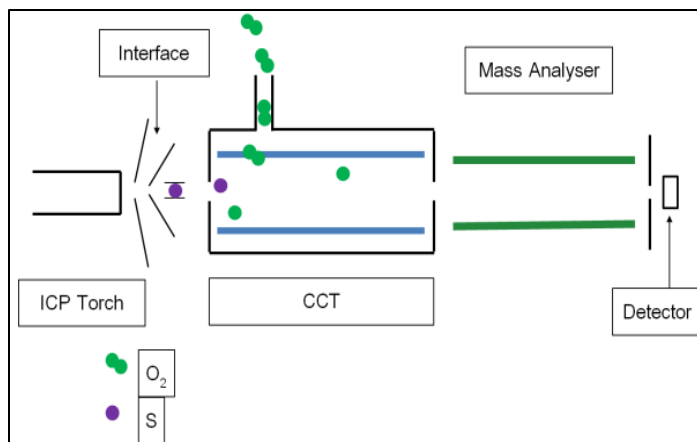 Interface
Mass Analyser
ICP Torch
CCT
Detector
O₂
S